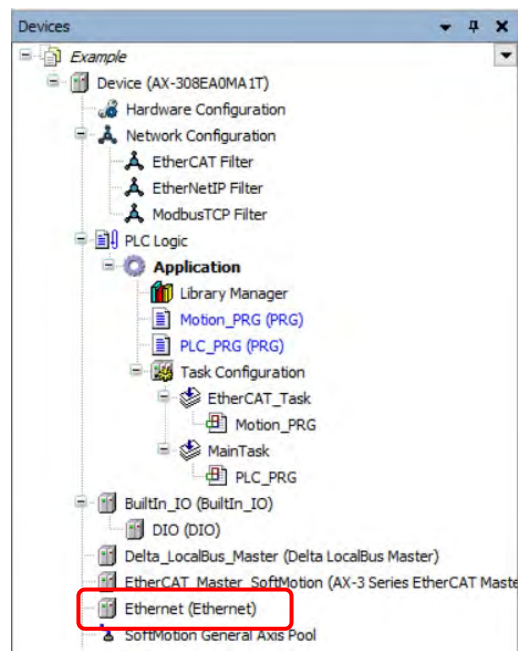 Devices
Example
Device (AX-308EA0MA1T)
Hardware Configuration
Network Configuration
EtherCAT Filter
EtherNetIP Filter
ModbusTCP Filter
PLC Logic
Application
Library Manager
Motion_PRG (PRG)
PLC_PRG (PRG)
Task Configuration
EtherCAT_Task
Motion_PRG
MainTask
PLC_PRG
BuiltIn_IO (BuiltIn_IO)
DIO (DIO)
Delta_LocalBus_Master (Delta LocalBus Master)
EtherCAT_Master_SoftMotion (AX-3 Series EtherCAT Maste
Ethernet (Ethernet)
SoftMotion General Axis Pool